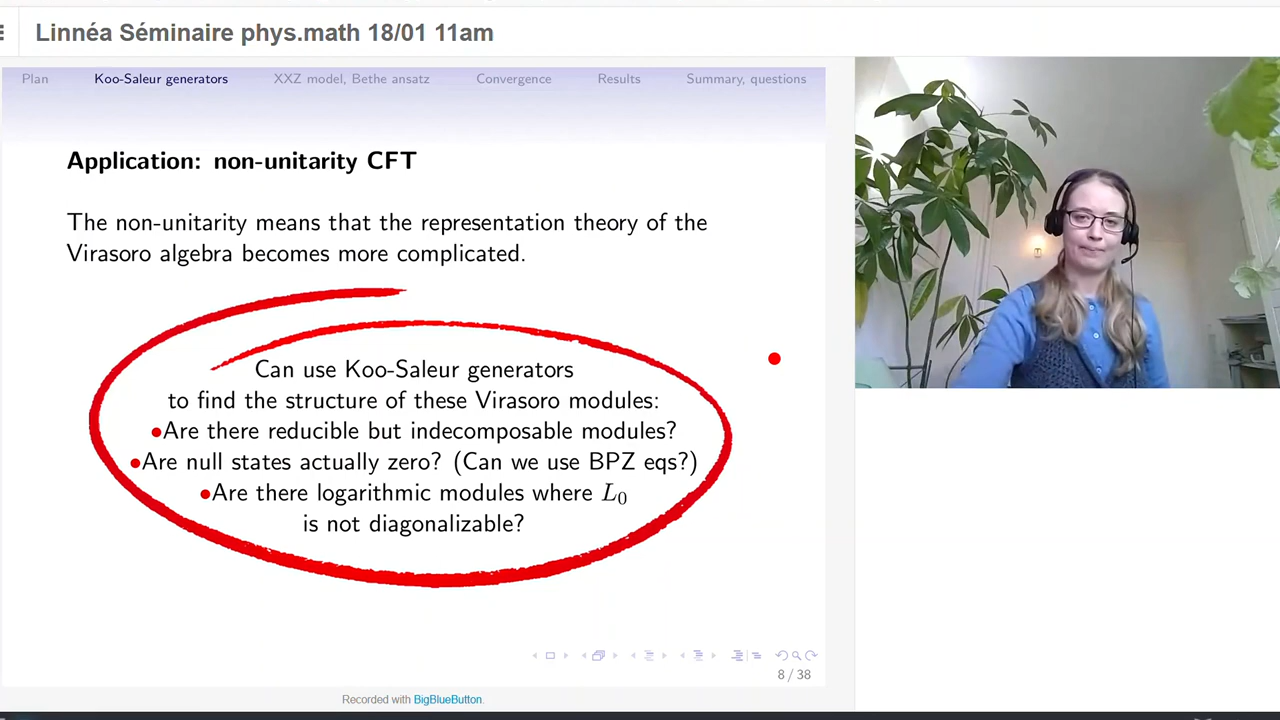 Linnéa Séminaire phys.math 18/01 11am
Plan Koo-Saleur generators XXZ model, Bethe ansatz Convergence Results Summary, questions
Application: non-unitarity CFT
The non-unitarity means that the representation theory of the
Virasoro algebra becomes more complicated.
Can use Koo-Saleur generators
to find the structure of these Virasoro modules:
•Are there reducible but indecomposable modules?
•Are null states actually zero? (Can we use BPZ eqs?)
•Are there logarithmic modules where L₀
is not diagonalizable?
8 / 38
Recorded with BigBlueButton.